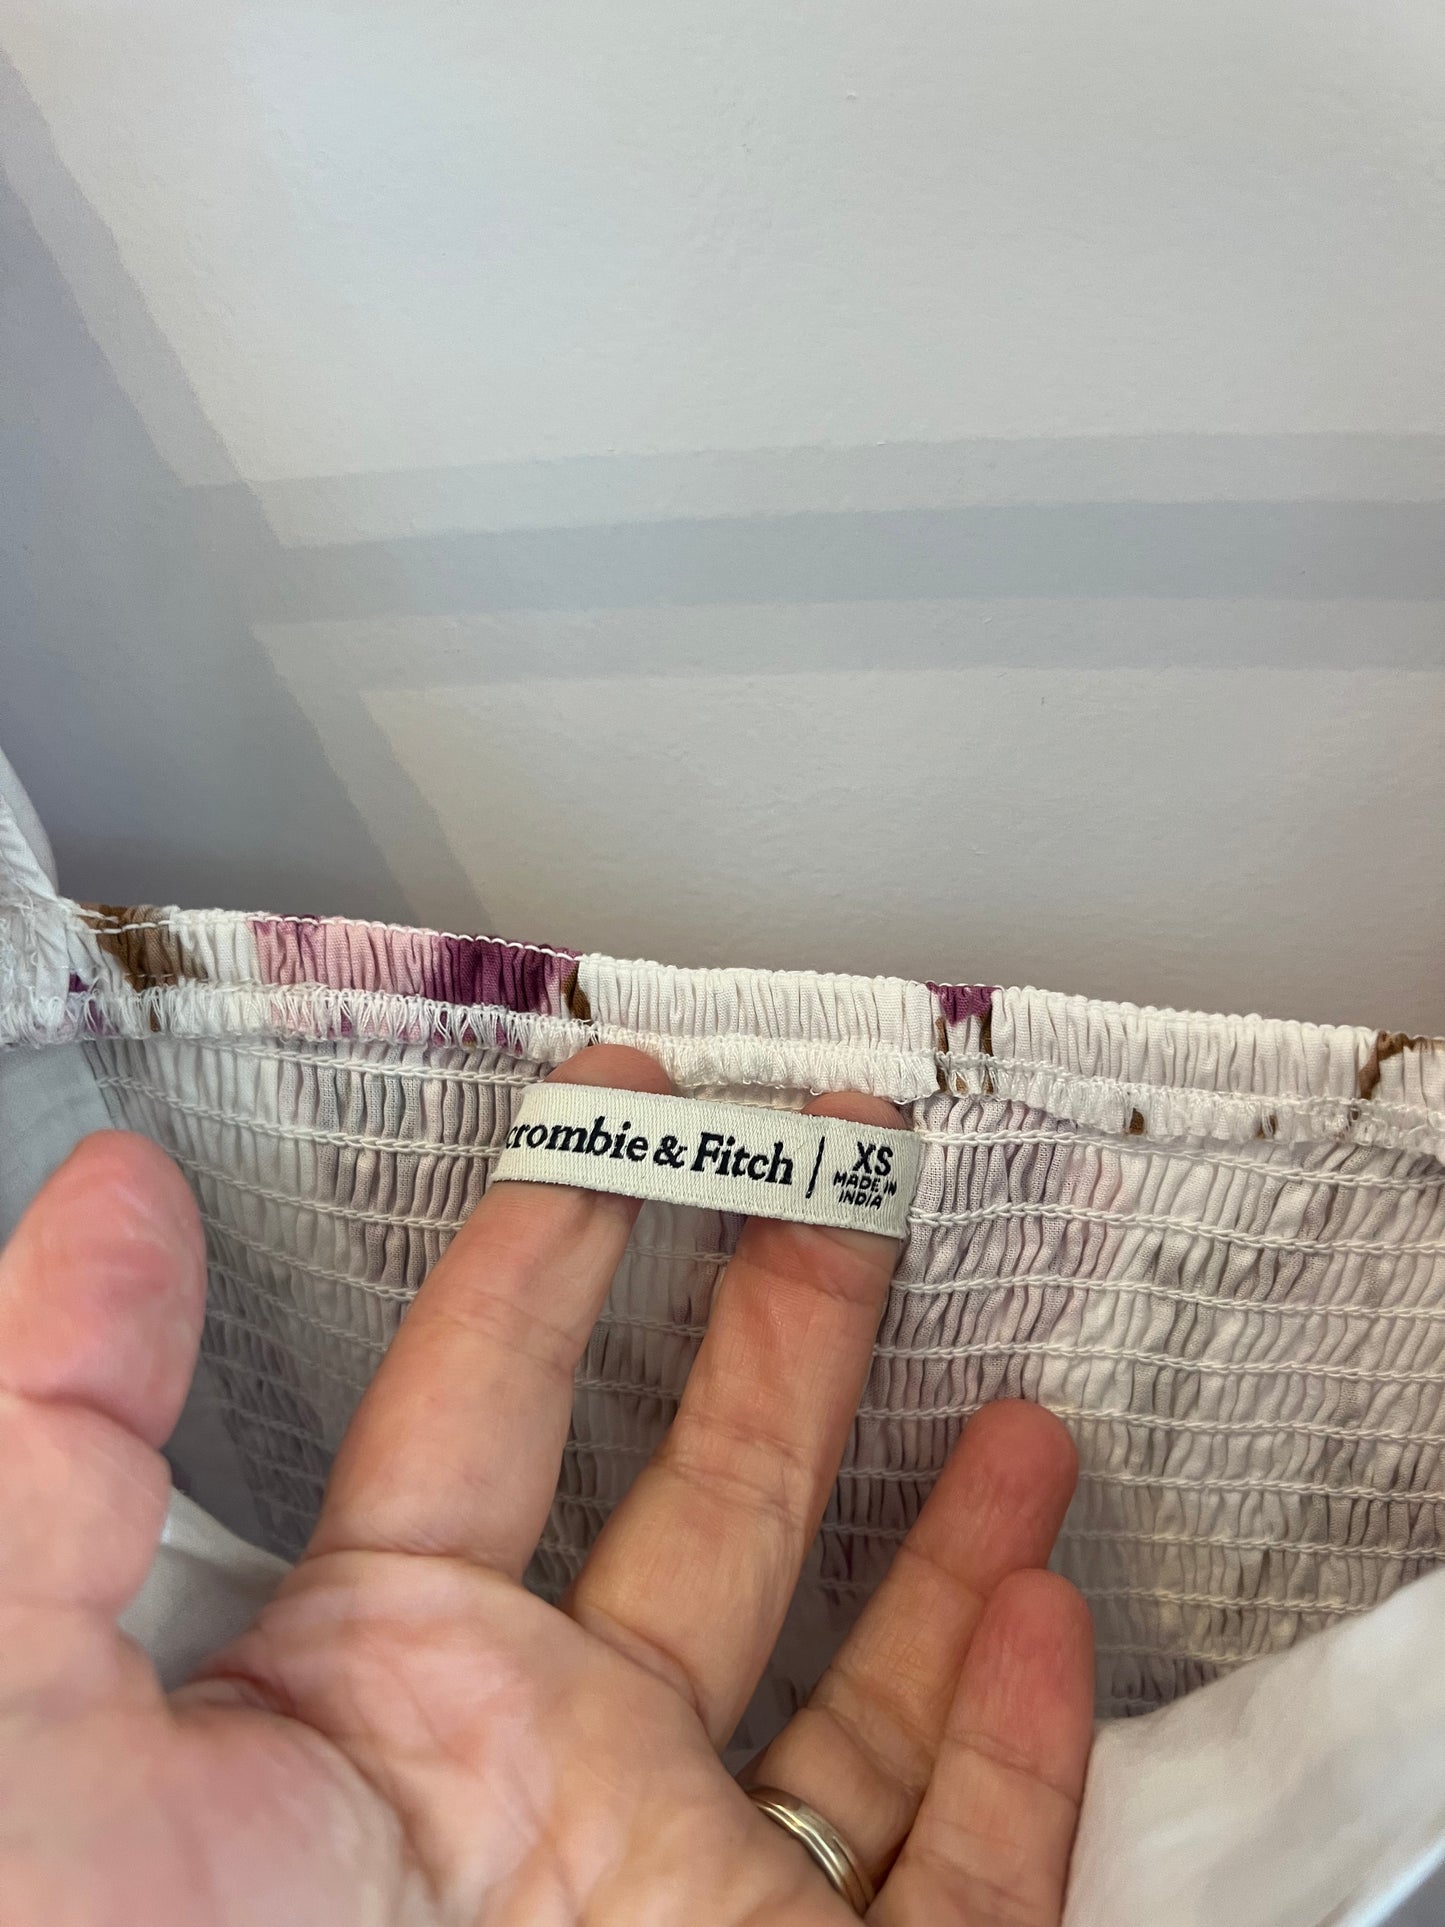 crombie & Fitch | XS
MADE IN
INDIA